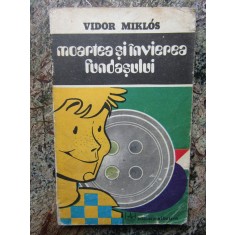 VIDOR MIKLÓS
moartea și învierea
fundașului